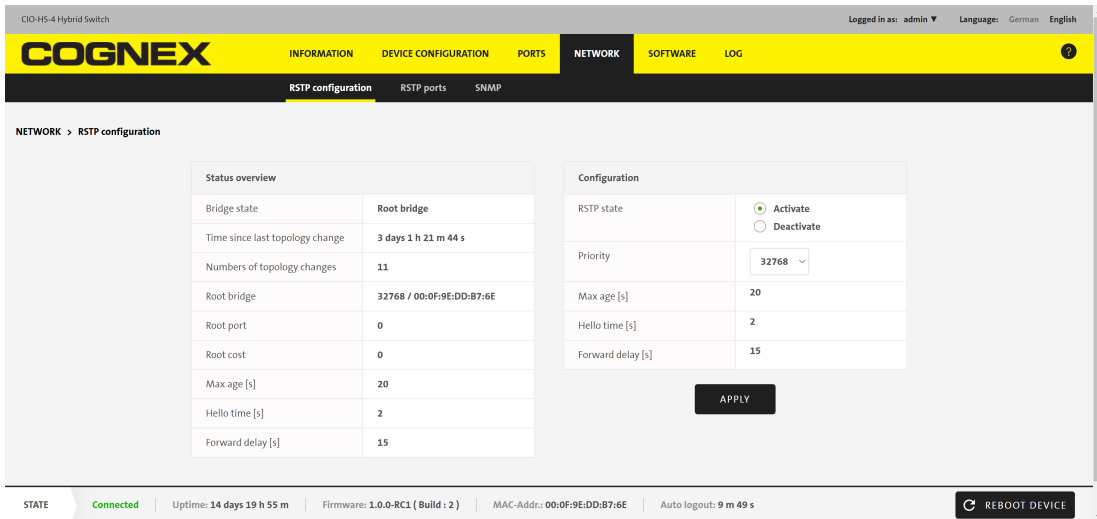 CIO-HS-4 Hybrid Switch Logged in as: admin ▼ Language: German English
COGNEX INFORMATION DEVICE CONFIGURATION PORTS NETWORK SOFTWARE LOG ?
RSTP configuration RSTP ports SNMP
NETWORK > RSTP configuration
Status overview
Bridge state Root bridge
Time since last topology change 3 days 1 h 21 m 44 s
Numbers of topology changes 11
Root bridge 32768 / 00:0F:9E:DD:B7:6E
Root port 0
Root cost 0
Max age [s] 20
Hello time [s] 2
Forward delay [s] 15
Configuration
RSTP state Activate
Deactivate
Priority 32768
Max age [s] 20
Hello time [s] 2
Forward delay [s] 15
APPLY
STATE Connected Uptime: 14 days 19 h 55 m Firmware: 1.0.0-RC1 ( Build : 2 ) MAC-Addr.: 00:0F:9E:DD:B7:6E Auto logout: 9 m 49 s REBOOT DEVICE